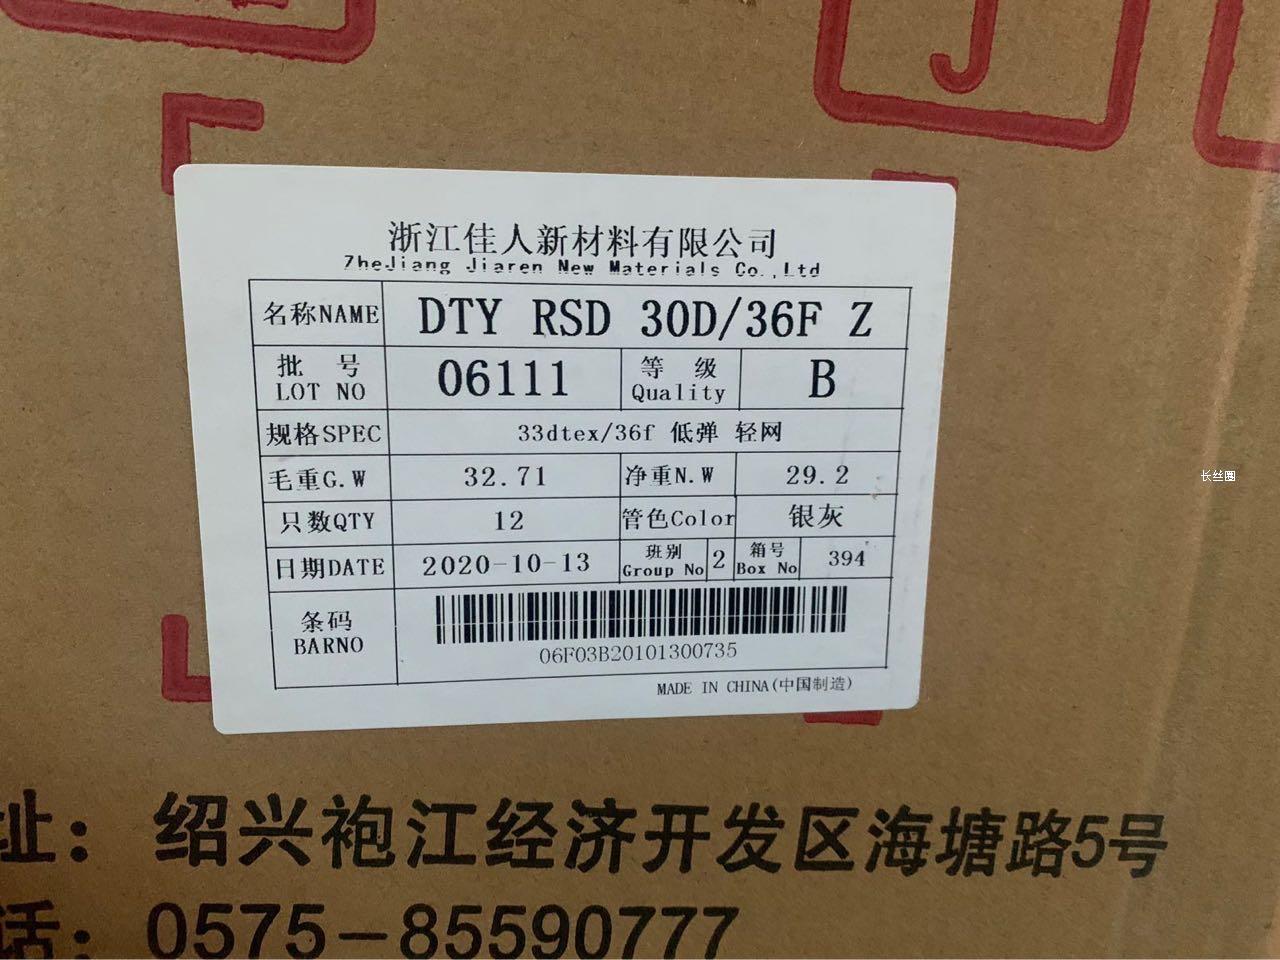 J
浙江佳人新材料有限公司
ZheJiang Jiaren New Materials Co.,Ltd
名称NAME DTY RSD 30D/36F Z
批 号 LOT NO 06111 等 级 Quality B
规格SPEC 33dtex/36f 低弹 轻网
毛重G.W 32.71 净重N.W 29.2
只数QTY 12 管色Color 银灰
日期DATE 2020-10-13 班别 Group No 2 箱号 Box No 394
条码 BARNO
06F03B20101300735
MADE IN CHINA(中国制造)
长丝圈
址：绍兴袍江经济开发区海塘路5号
话：0575-85590777